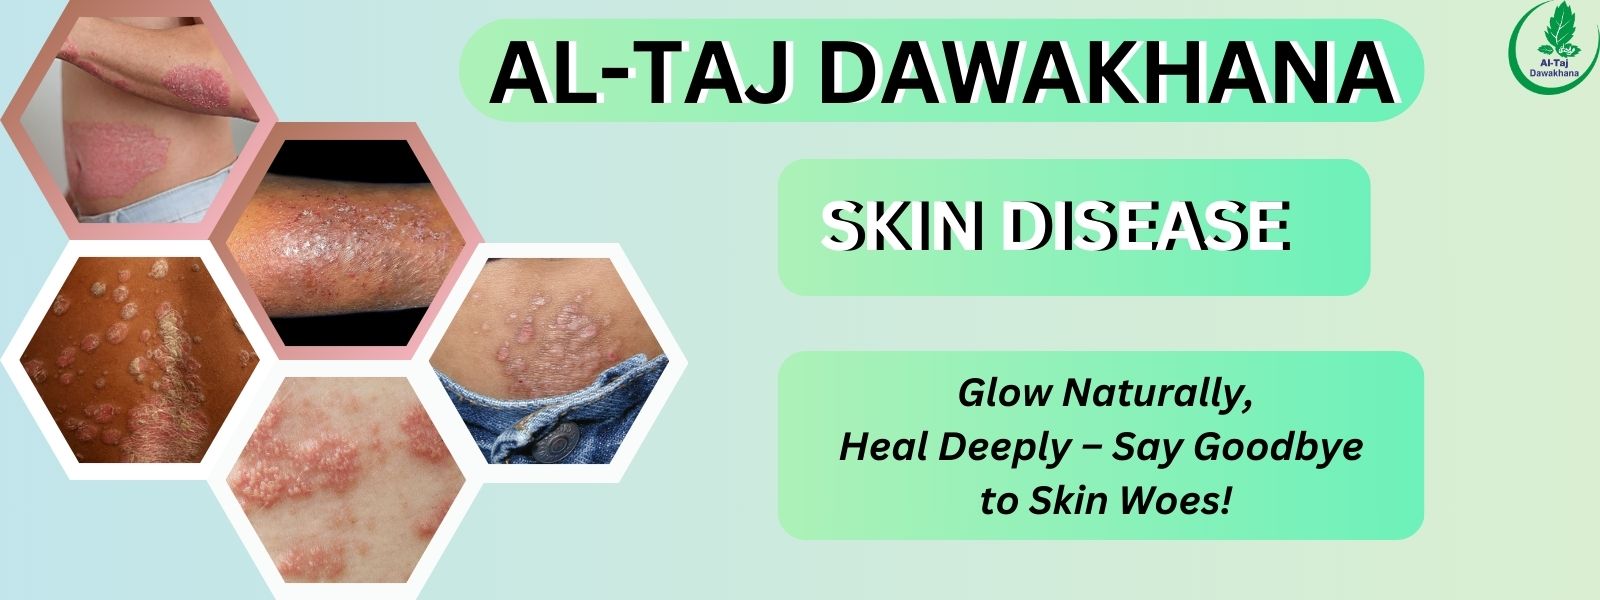 AL-TAJ DAWAKHANA
Al-Taj
Dawakhana
SKIN DISEASE
Glow Naturally,
Heal Deeply – Say Goodbye
to Skin Woes!